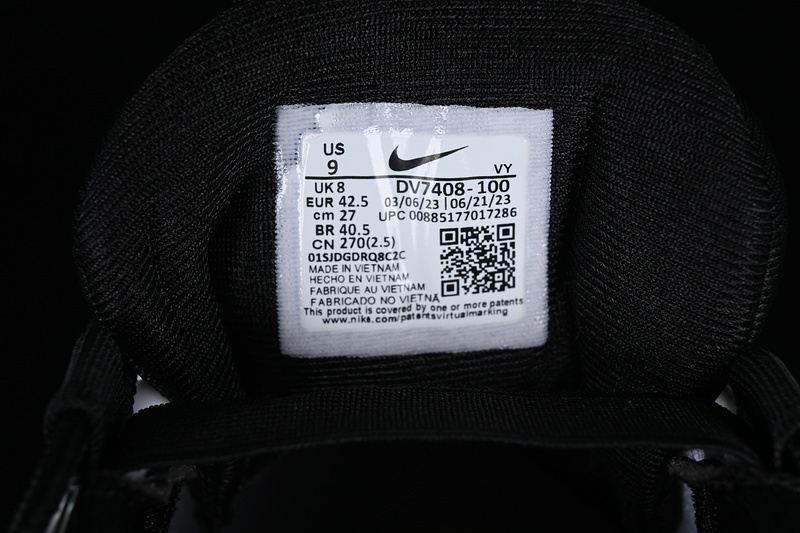 US
9
VY
UK 8
DV7408-100
EUR 42.5
03/06/23 | 06/21/23
cm 27
UPC 00885177017286
BR 40.5
CN 270(2.5)
01SJDGDRQ8C2C
MADE IN VIETNAM
HECHO EN VIETNAM
FABRIQUE AU VIETNAM
FABRICADO NO VIETNÃ
This product is covered by one or more patents
www.nike.com/patentsvirtualmarking